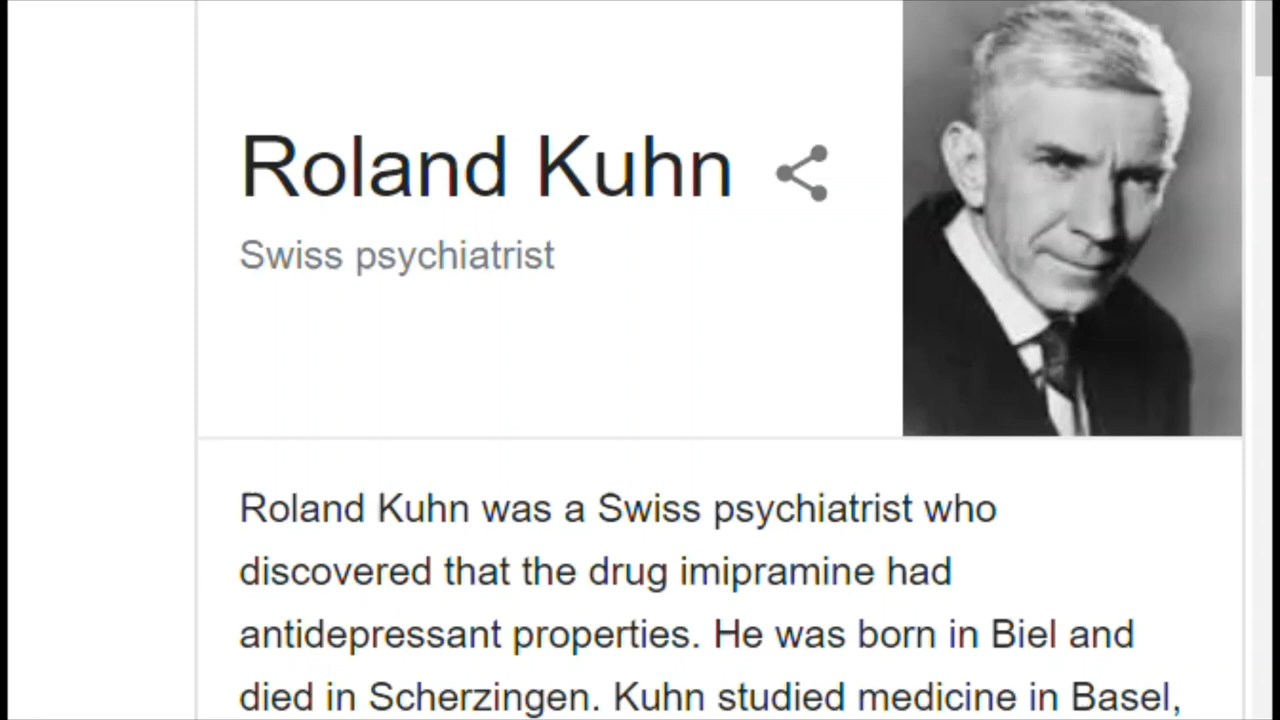 Roland Kuhn
Swiss psychiatrist
Roland Kuhn was a Swiss psychiatrist who
discovered that the drug imipramine had
antidepressant properties. He was born in Biel and
died in Scherzingen. Kuhn studied medicine in Basel,